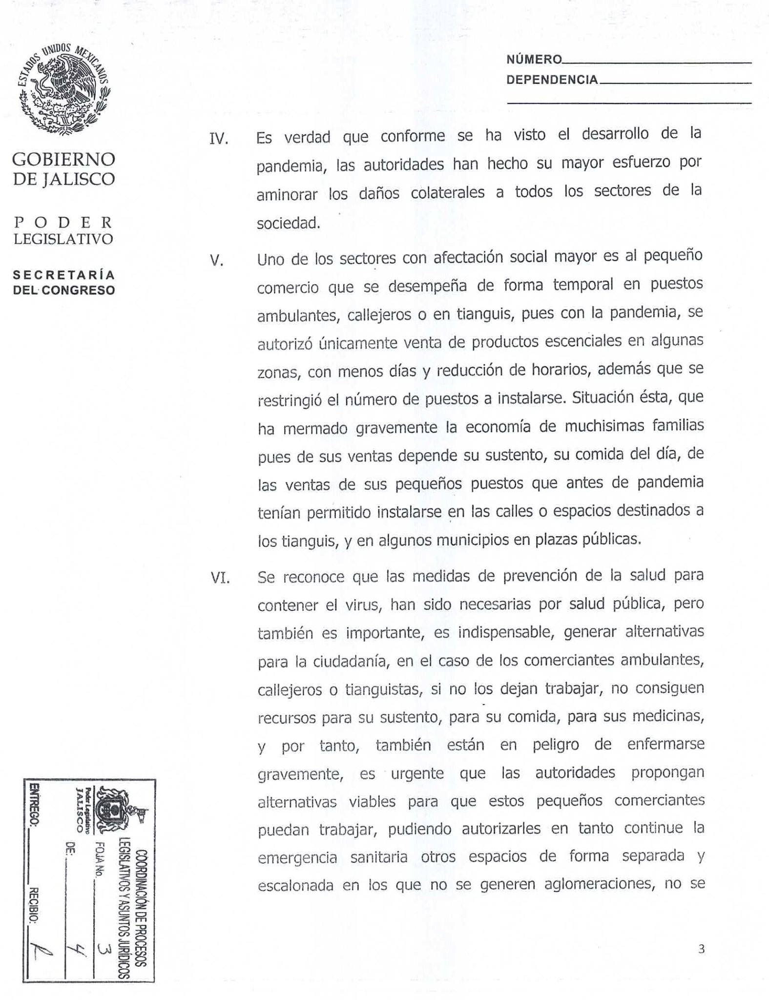 ESTADOS UNIDOS MEXICANOS
GOBIERNO
DE JALISCO
PODER
LEGISLATIVO
SECRETARÍA
DEL CONGRESO
NÚMERO
DEPENDENCIA
IV. Es verdad que conforme se ha visto el desarrollo de la
pandemia, las autoridades han hecho su mayor esfuerzo por
aminorar los daños colaterales a todos los sectores de la
sociedad.
V. Uno de los sectores con afectación social mayor es al pequeño
comercio que se desempeña de forma temporal en puestos
ambulantes, callejeros o en tianguis, pues con la pandemia, se
autorizó únicamente venta de productos escenciales en algunas
zonas, con menos días y reducción de horarios, además que se
restringió el número de puestos a instalarse. Situación ésta, que
ha mermado gravemente la economía de muchisimas familias
pues de sus ventas depende su sustento, su comida del día, de
las ventas de sus pequeños puestos que antes de pandemia
tenían permitido instalarse en las calles o espacios destinados a
los tianguis, y en algunos municipios en plazas públicas.
VI. Se reconoce que las medidas de prevención de la salud para
contener el virus, han sido necesarias por salud pública, pero
también es importante, es indispensable, generar alternativas
para la ciudadanía, en el caso de los comerciantes ambulantes,
callejeros o tianguistas, si no los dejan trabajar, no consiguen
recursos para su sustento, para su comida, para sus medicinas,
y por tanto, también están en peligro de enfermarse
gravemente, es urgente que las autoridades propongan
alternativas viables para que estos pequeños comerciantes
puedan trabajar, pudiendo autorizarles en tanto continue la
emergencia sanitaria otros espacios de forma separada y
escalonada en los que no se generen aglomeraciones, no se
COORDINACIÓN DE PROCESOS
LEGISLATIVOS Y ASUNTOS JURÍDICOS
Poder Legislativo
JALISCO
FOJA No. 3
DE: 4
ENTREGO: RECIBIO:
3